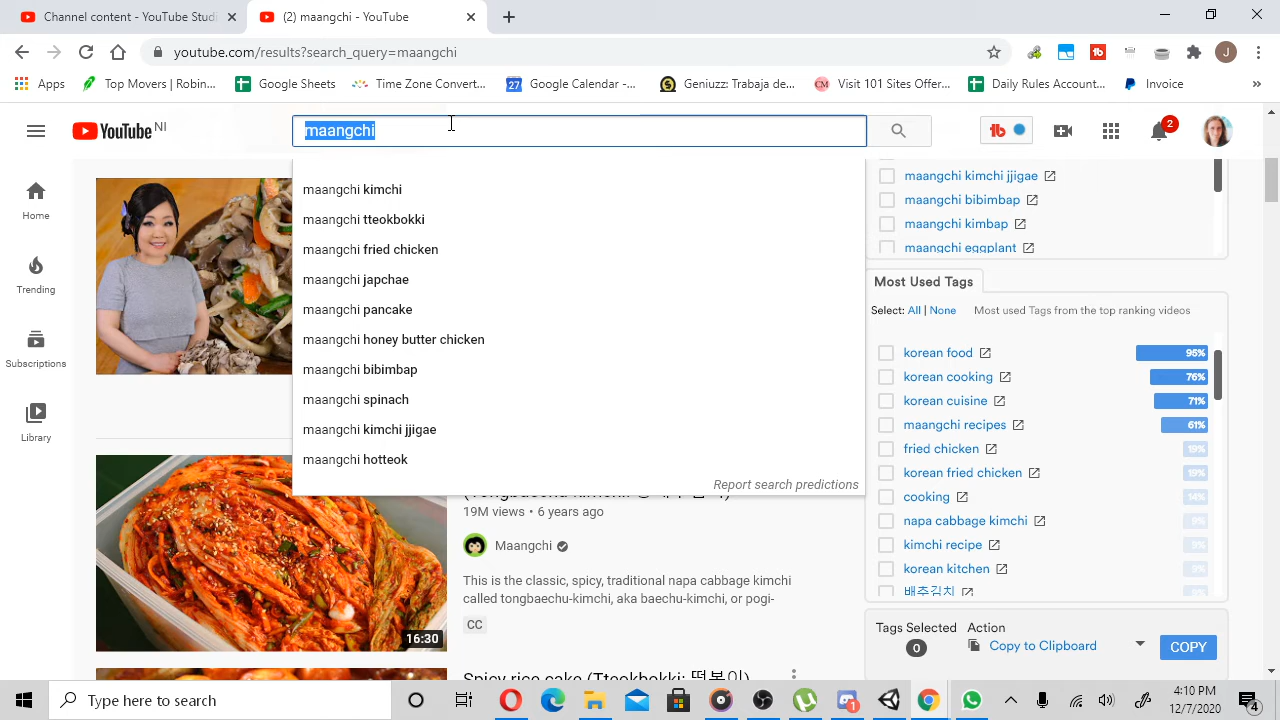 Channel content - YouTube Studi
(2) maangchi - YouTube
youtube.com/results?search_query=maangchi
Apps
Top Movers | Robin...
Google Sheets
Time Zone Convert...
Google Calendar -...
Geniuzz: Trabaja de...
Visit 101 Sites Offer...
Daily Rules Account...
Invoice
»
YouTube NI
maangchi
2
Home
Trending
Subscriptions
Library
maangchi kimchi
maangchi tteokbokki
maangchi fried chicken
maangchi japchae
maangchi pancake
maangchi honey butter chicken
maangchi bibimbap
maangchi spinach
maangchi kimchi jjigae
maangchi hotteok
Report search predictions
19M views • 6 years ago
Maangchi
This is the classic, spicy, traditional napa cabbage kimchi
called tongbaechu-kimchi, aka baechu-kimchi, or pogi-
CC
16:30
Spicy rice cake (Tteokbokki: 떡볶이)
maangchi kimchi jjigae
maangchi bibimbap
maangchi kimbap
maangchi eggplant
Most Used Tags
Select: All | None Most used Tags from the top ranking videos
korean food 95%
korean cooking 76%
korean cuisine 71%
maangchi recipes 61%
fried chicken 19%
korean fried chicken 19%
cooking 14%
napa cabbage kimchi 9%
kimchi recipe 9%
korean kitchen 9%
배추김치
Tags Selected
0
Action
Copy to Clipboard
COPY
Type here to search
1
4:10 PM
12/7/2020
4